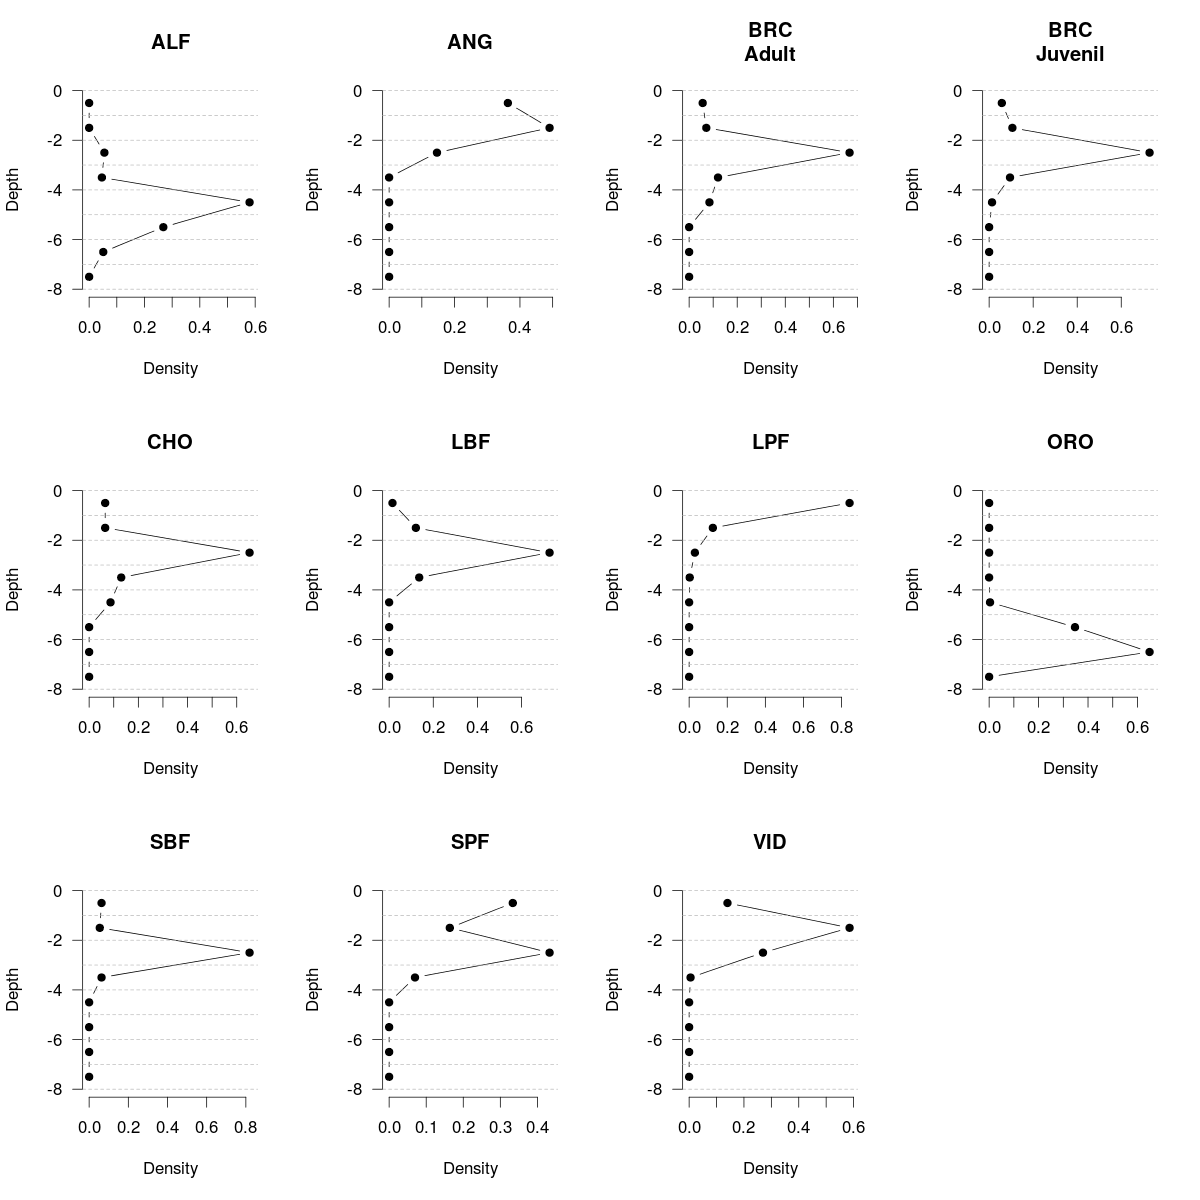 ALF
ANG
BRC
Adult
BRC
Juvenil
0
-2
-4
-6
-8
Depth
0.0 0.2 0.4 0.6
Density
0
-2
-4
-6
-8
Depth
0.0 0.2 0.4
Density
0
-2
-4
-6
-8
Depth
0.0 0.2 0.4 0.6
Density
0
-2
-4
-6
-8
Depth
0.0 0.2 0.4 0.6
Density
CHO
0
-2
-4
-6
-8
Depth
0.0 0.2 0.4 0.6
Density
LBF
0
-2
-4
-6
-8
Depth
0.0 0.2 0.4 0.6
Density
LPF
0
-2
-4
-6
-8
Depth
0.0 0.2 0.4 0.6 0.8
Density
ORO
0
-2
-4
-6
-8
Depth
0.0 0.2 0.4 0.6
Density
SBF
0
-2
-4
-6
-8
Depth
0.0 0.2 0.4 0.6 0.8
Density
SPF
0
-2
-4
-6
-8
Depth
0.0 0.1 0.2 0.3 0.4
Density
VID
0
-2
-4
-6
-8
Depth
0.0 0.2 0.4 0.6
Density